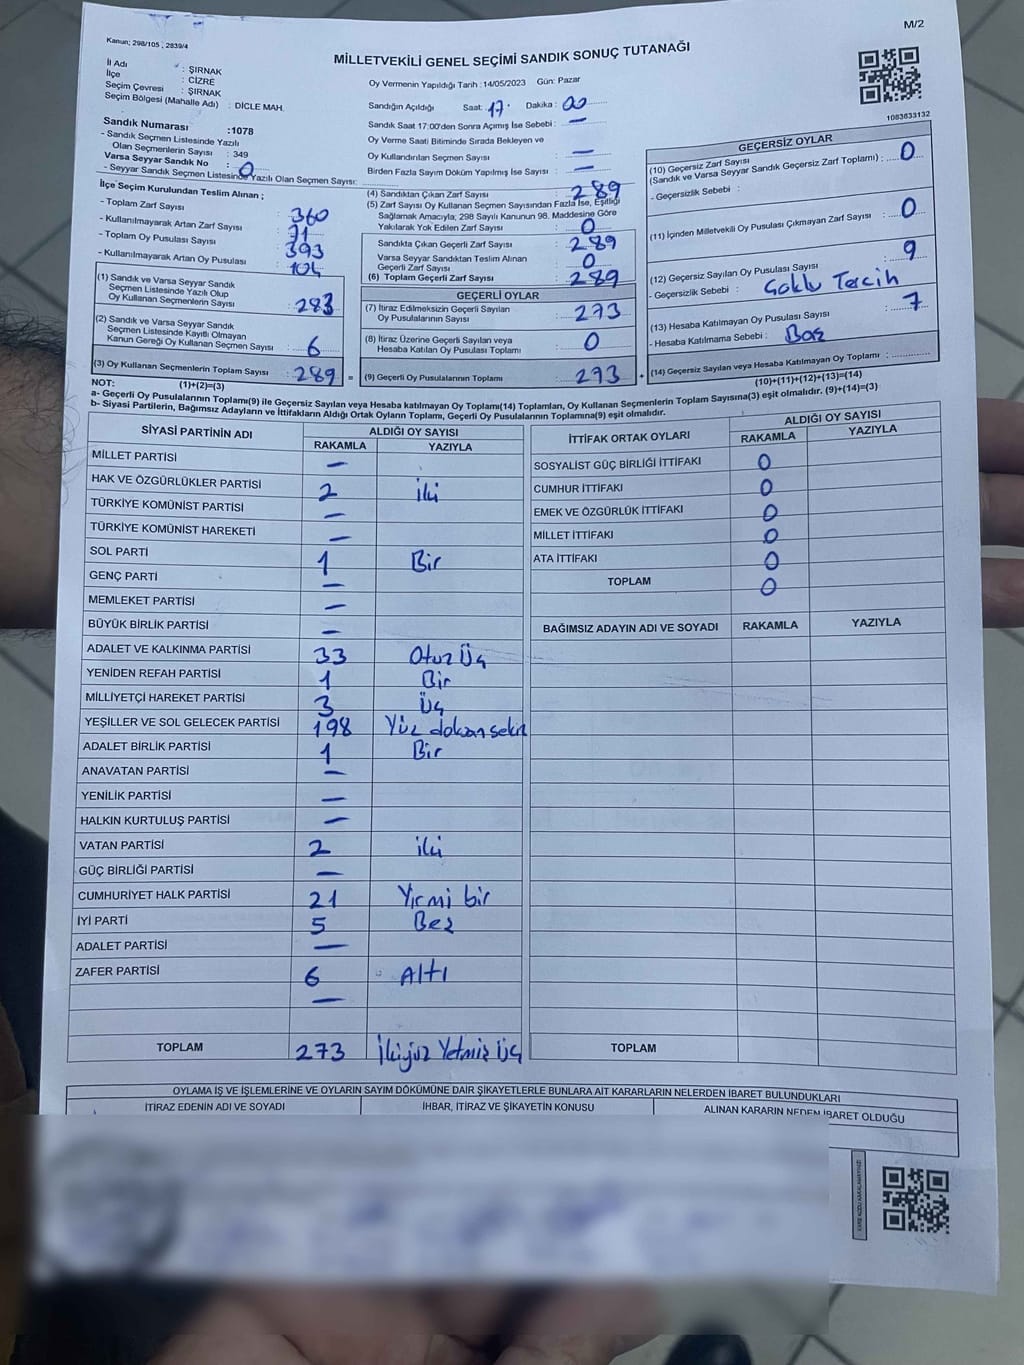 M/2
Kanun; 298/105 , 2839/4
MİLLETVEKİLİ GENEL SEÇİMİ SANDIK SONUÇ TUTANAĞI
İl Adı : ŞIRNAK
İlçe : CİZRE
Seçim Çevresi : ŞIRNAK
Seçim Bölgesi (Mahalle Adı) : DİCLE MAH.
Sandık Numarası :1078
- Sandık Seçmen Listesinde Yazılı
Olan Seçmenlerin Sayısı : 349
Varsa Seyyar Sandık No : 0
- Seyyar Sandık Seçmen Listesinde Yazılı Olan Seçmen Sayısı:
İlçe Seçim Kurulundan Teslim Alınan ;
- Toplam Zarf Sayısı : 360
- Kullanılmayarak Artan Zarf Sayısı : 71
- Toplam Oy Pusulası Sayısı : 393
- Kullanılmayarak Artan Oy Pusulası : 104
(1) Sandık ve Varsa Seyyar Sandık
Seçmen Listesinde Yazılı Olup
Oy Kullanan Seçmenlerin Sayısı : 283
(2) Sandık ve Varsa Seyyar Sandık
Seçmen Listesinde Kayıtlı Olmayan
Kanun Gereği Oy Kullanan Seçmen Sayısı : 6
(3) Oy Kullanan Seçmenlerin Toplam Sayısı : 289 =
Oy Vermenin Yapıldığı Tarih :14/05/2023 Gün: Pazar
Sandığın Açıldığı Saat: 17 Dakika : 00
Sandık Saat 17:00'den Sonra Açımış İse Sebebi : —
Oy Verme Saati Bitiminde Sırada Bekleyen ve
Oy Kullandırılan Seçmen Sayısı : —
Birden Fazla Sayım Döküm Yapılmış İse Sayısı : —
(4) Sandıktan Çıkan Zarf Sayısı : 289
(5) Zarf Sayısı Oy Kullanan Seçmen Sayısından Fazla İse, Eşitliği
Sağlamak Amacıyla; 298 Sayılı Kanunun 98. Maddesine Göre
Yakılarak Yok Edilen Zarf Sayısı : 0
Sandıkta Çıkan Geçerli Zarf Sayısı : 289
Varsa Seyyar Sandıktan Teslim Alınan
Geçerli Zarf Sayısı : 0
(6) Toplam Geçerli Zarf Sayısı : 289
GEÇERLİ OYLAR
(7) İtiraz Edilmeksizin Geçerli Sayılan
Oy Pusulalarının Sayısı : 273
(8) İtiraz Üzerine Geçerli Sayılan veya
Hesaba Katılan Oy Pusulası Toplamı : 0
(9) Geçerli Oy Pusulalarının Toplamı : 273 +
1083633132
GEÇERSİZ OYLAR
(10) Geçersiz Zarf Sayısı
(Sandık ve Varsa Seyyar Sandık Geçersiz Zarf Toplamı) : 0
- Geçersizlik Sebebi :
(11) İçinden Milletvekili Oy Pusulası Çıkmayan Zarf Sayısı : 0
(12) Geçersiz Sayılan Oy Pusulası Sayısı : 9
- Geçersizlik Sebebi : Çoklu Tercih
(13) Hesaba Katılmayan Oy Pusulası Sayısı : 7
- Hesaba Katılmama Sebebi : Boş
(14) Geçersiz Sayılan veya Hesaba Katılmayan Oy Toplamı :
(10)+(11)+(12)+(13)=(14)
NOT: (1)+(2)=(3)
a- Geçerli Oy Pusulalarının Toplamı(9) ile Geçersiz Sayılan veya Hesaba katılmayan Oy Toplamı(14) Toplamları, Oy Kullanan Seçmenlerin Toplam Sayısına(3) eşit olmalıdır. (9)+(14)=(3)
b- Siyasi Partilerin, Bağımsız Adayların ve İttifakların Aldığı Ortak Oyların Toplamı, Geçerli Oy Pusulalarının Toplamına(9) eşit olmalıdır.
SİYASİ PARTİNİN ADI ALDIĞI OY SAYISI
RAKAMLA YAZIYLA
MİLLET PARTİSİ —
HAK VE ÖZGÜRLÜKLER PARTİSİ 2 iki
TÜRKİYE KOMÜNİST PARTİSİ —
TÜRKİYE KOMÜNİST HAREKETİ —
SOL PARTİ 1 Bir
GENÇ PARTİ —
MEMLEKET PARTİSİ —
BÜYÜK BİRLİK PARTİSİ —
ADALET VE KALKINMA PARTİSİ 33 Otuz Üç
YENİDEN REFAH PARTİSİ 1 Bir
MİLLİYETÇİ HAREKET PARTİSİ 3 Üç
YEŞİLLER VE SOL GELECEK PARTİSİ 198 Yüz doksan sekiz
ADALET BİRLİK PARTİSİ 1 Bir
ANAVATAN PARTİSİ —
YENİLİK PARTİSİ —
HALKIN KURTULUŞ PARTİSİ —
VATAN PARTİSİ 2 iki
GÜÇ BİRLİĞİ PARTİSİ —
CUMHURİYET HALK PARTİSİ 21 Yirmi bir
İYİ PARTİ 5 Beş
ADALET PARTİSİ —
ZAFER PARTİSİ 6 Altı
—
TOPLAM 273 İkiyüz Yetmiş Üç
İTTİFAK ORTAK OYLARI ALDIĞI OY SAYISI
RAKAMLA YAZIYLA
SOSYALİST GÜÇ BİRLİĞİ İTTİFAKI 0
CUMHUR İTTİFAKI 0
EMEK VE ÖZGÜRLÜK İTTİFAKI 0
MİLLET İTTİFAKI 0
ATA İTTİFAKI 0
TOPLAM 0
BAĞIMSIZ ADAYIN ADI VE SOYADI RAKAMLA YAZIYLA
TOPLAM
OYLAMA İŞ VE İŞLEMLERİNE VE OYLARIN SAYIM DÖKÜMÜNE DAİR ŞİKAYETLERLE BUNLARA AİT KARARLARIN NELERDEN İBARET BULUNDUKLARI
İTİRAZ EDENİN ADI VE SOYADI İHBAR, İTİRAZ VE ŞİKAYETİN KONUSU ALINAN KARARIN NEDEN İBARET OLDUĞU